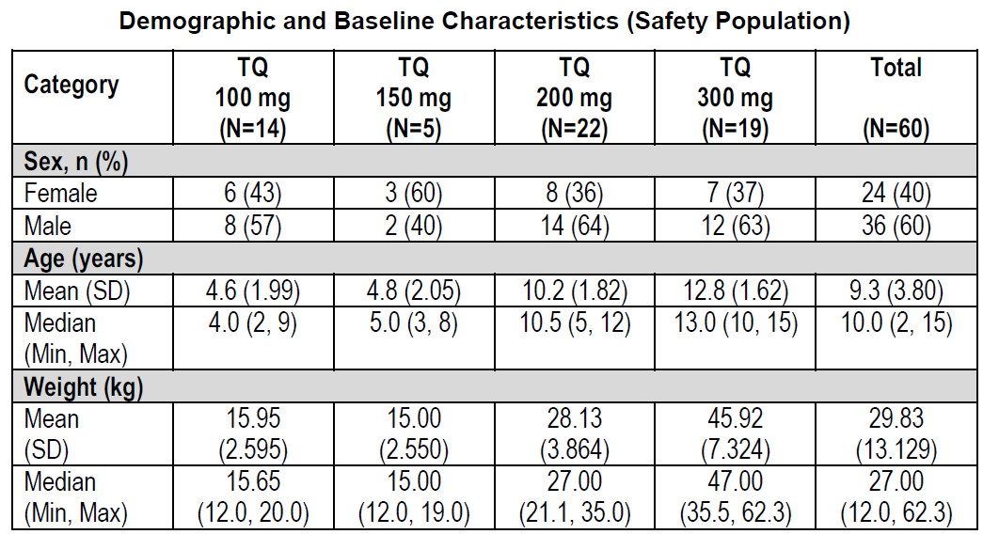 Demographic and Baseline Characteristics (Safety Population)
Category TQ 100 mg (N=14) TQ 150 mg (N=5) TQ 200 mg (N=22) TQ 300 mg (N=19) Total (N=60)
Sex, n (%)
Female 6 (43) 3 (60) 8 (36) 7 (37) 24 (40)
Male 8 (57) 2 (40) 14 (64) 12 (63) 36 (60)
Age (years)
Mean (SD) 4.6 (1.99) 4.8 (2.05) 10.2 (1.82) 12.8 (1.62) 9.3 (3.80)
Median 4.0 (2, 9) 5.0 (3, 8) 10.5 (5, 12) 13.0 (10, 15) 10.0 (2, 15)
(Min, Max)
Weight (kg)
Mean 15.95 15.00 28.13 45.92 29.83
(SD) (2.595) (2.550) (3.864) (7.324) (13.129)
Median 15.65 15.00 27.00 47.00 27.00
(Min, Max) (12.0, 20.0) (12.0, 19.0) (21.1, 35.0) (35.5, 62.3) (12.0, 62.3)